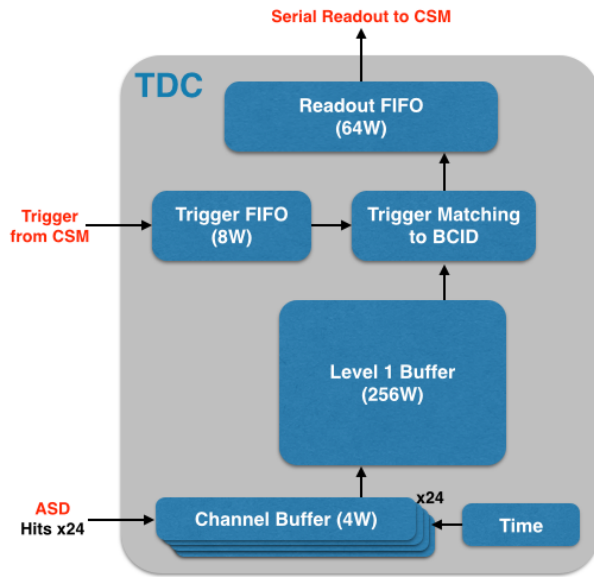 Serial Readout to CSM
TDC
Readout FIFO
(64W)
Trigger
from CSM
Trigger FIFO
(8W)
Trigger Matching
to BCID
Level 1 Buffer
(256W)
ASD
Hits x24
Channel Buffer (4W)
x24
Time